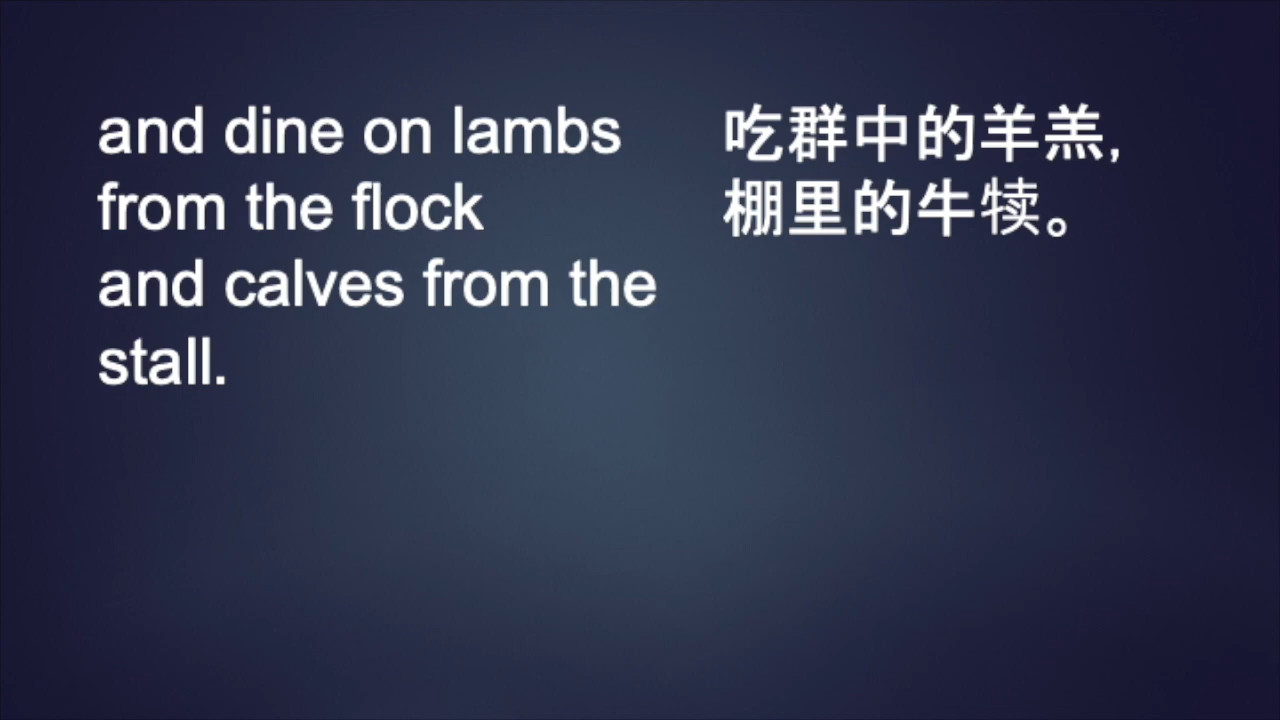 and dine on lambs
from the flock
and calves from the
stall.
吃群中的羊羔,
棚里的牛犊。